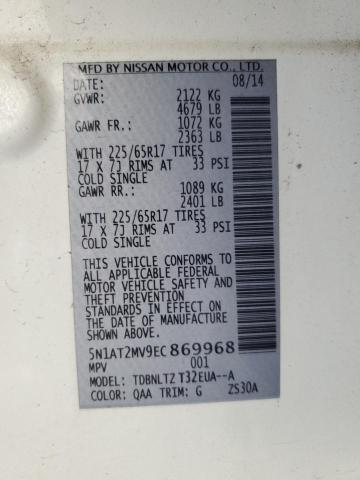 MFD BY NISSAN MOTOR CO., LTD.
DATE: 08/14
GVWR: 2122 KG
4679 LB
GAWR FR.: 1072 KG
2363 LB
WITH 225/65R17 TIRES
17 X 7J RIMS AT 33 PSI
COLD SINGLE
GAWR RR.: 1089 KG
2401 LB
WITH 225/65R17 TIRES
17 X 7J RIMS AT 33 PSI
COLD SINGLE
THIS VEHICLE CONFORMS TO
ALL APPLICABLE FEDERAL
MOTOR VEHICLE SAFETY AND
THEFT PREVENTION
STANDARDS IN EFFECT ON
THE DATE OF MANUFACTURE
SHOWN ABOVE.
5N1AT2MV9EC869968
MPV 001
MODEL: TDBNLTZ T32EUA--A
COLOR: QAA TRIM: G ZS30A